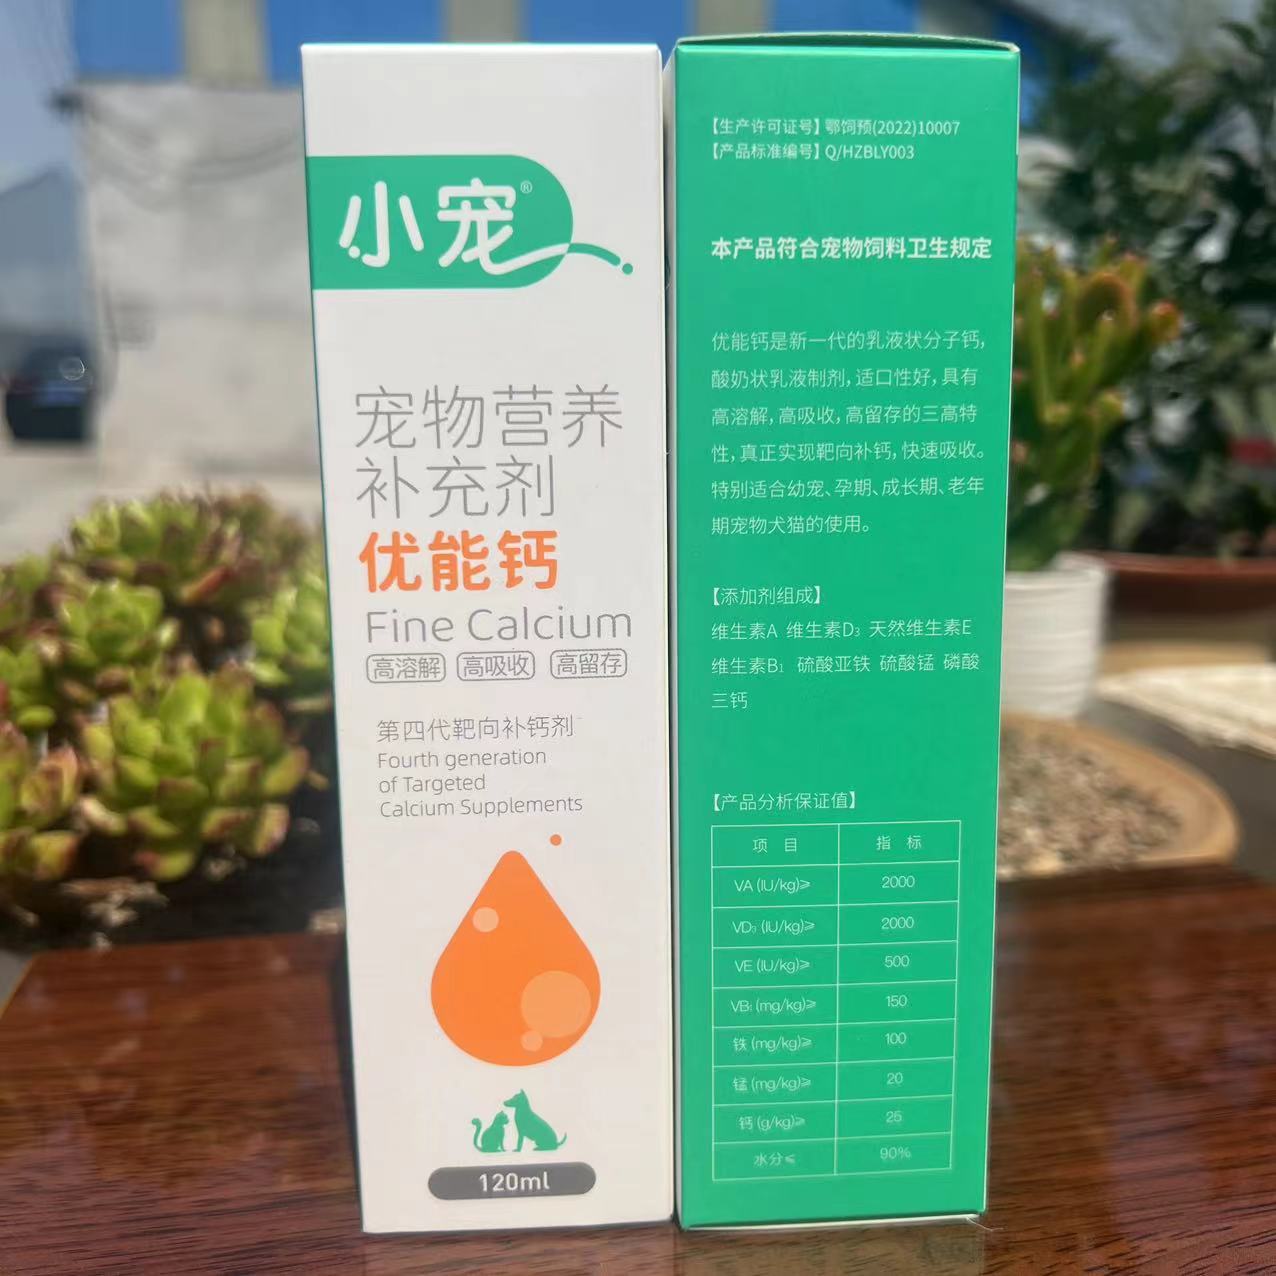 小宠®
宠物营养
补充剂
优能钙
Fine Calcium
高溶解 高吸收 高留存
第四代靶向补钙剂
Fourth generation
of Targeted
Calcium Supplements
120ml
【生产许可证号】鄂饲预(2022)10007
【产品标准编号】Q/HZBLY003
本产品符合宠物饲料卫生规定
优能钙是新一代的乳液状分子钙，
酸奶状乳液制剂，适口性好，具有
高溶解，高吸收，高留存的三高特
性，真正实现靶向补钙，快速吸收。
特别适合幼宠、孕期、成长期、老年
期宠物犬猫的使用。
【添加剂组成】
维生素A 维生素D₃ 天然维生素E
维生素B₁ 硫酸亚铁 硫酸锰 磷酸
三钙
【产品分析保证值】
项 目 指 标
VA (IU/kg)≥ 2000
VD₃ (IU/kg)≥ 2000
VE (IU/kg)≥ 500
VB₁ (mg/kg)≥ 150
铁 (mg/kg)≥ 100
锰 (mg/kg)≥ 20
钙 (g/kg)≥ 25
水分≤ 90%